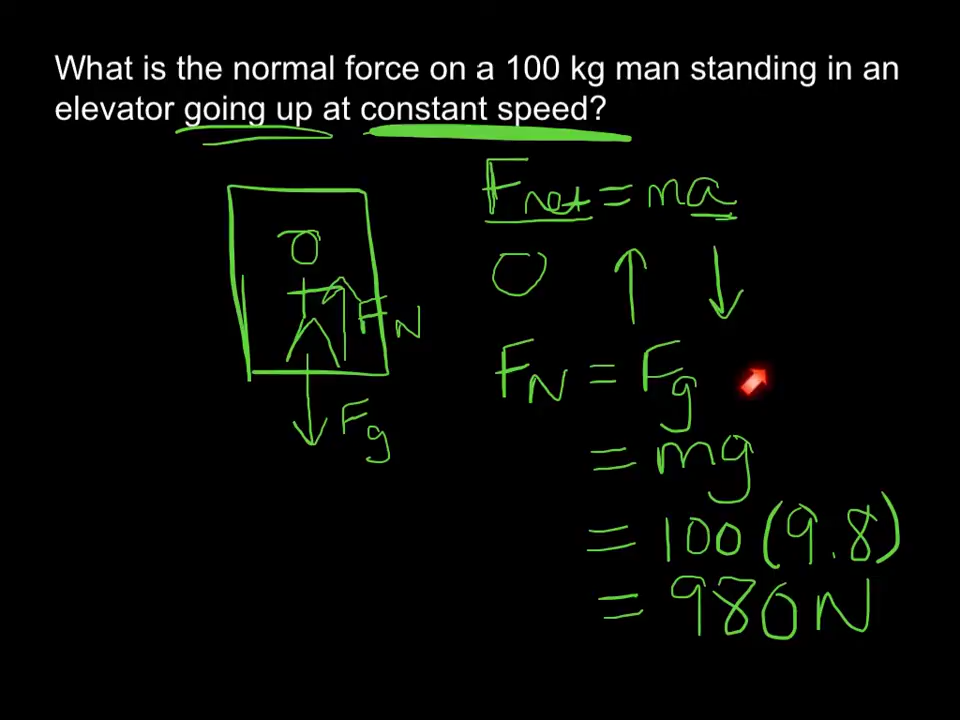 What is the normal force on a 100 kg man standing in an
elevator going up at constant speed?
Fnet = ma
0
FN
FN = Fg
Fg
= mg
= 100 (9.8)
= 980N